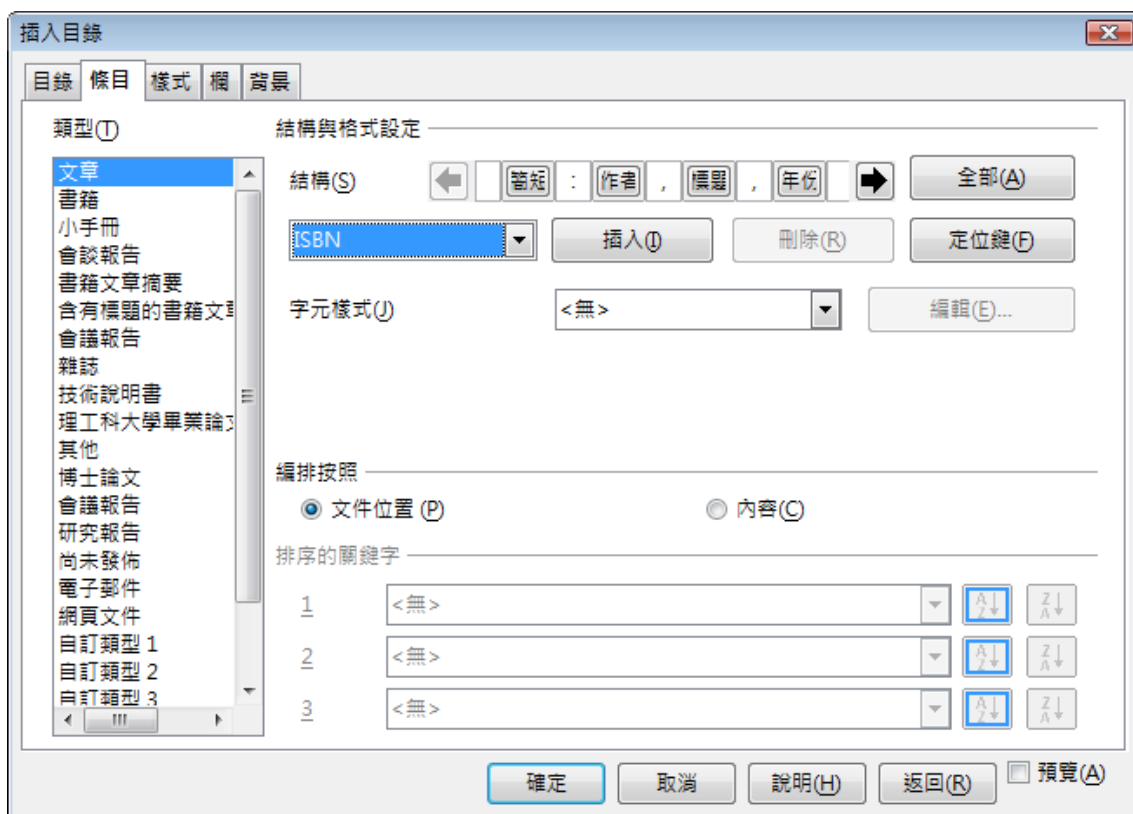 插入目錄
目錄 條目 樣式 欄 背景
類型(T)
文章
書籍
小手冊
會談報告
書籍文章摘要
含有標題的書籍文章
會議報告
雜誌
技術說明書
理工科大學畢業論文
其他
博士論文
會議報告
研究報告
尚未發佈
電子郵件
網頁文件
自訂類型 1
自訂類型 2
自訂類型 3
結構與格式設定
結構(S) 簡短 : 作者 , 標題 , 年份 全部(A)
ISBN 插入(I) 刪除(R) 定位鍵(F)
字元樣式(J) <無> 編輯(E)...
編排按照
文件位置 (P) 內容(C)
排序的關鍵字
1 <無> A Z Z A
2 <無> A Z Z A
3 <無> A Z Z A
確定 取消 說明(H) 返回(R) 預覽(A)